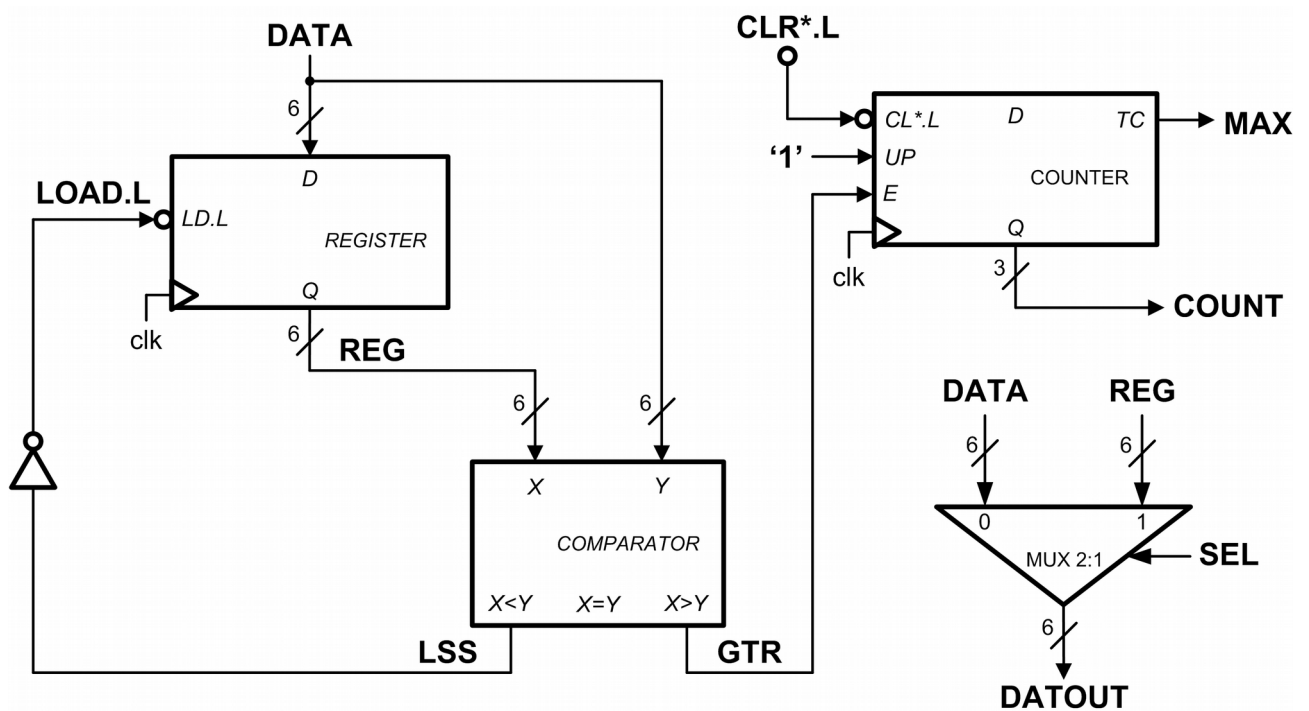 DATA
CLR*.L
6
CL*.L
D
TC
MAX
'1'
UP
COUNTER
D
LOAD.L
LD.L
E
REGISTER
Q
clk
3
Q
COUNT
clk
6
REG
DATA
REG
6
6
6
6
X
Y
0
1
COMPARATOR
MUX 2:1
SEL
X<Y
X=Y
X>Y
6
LSS
GTR
DATOUT